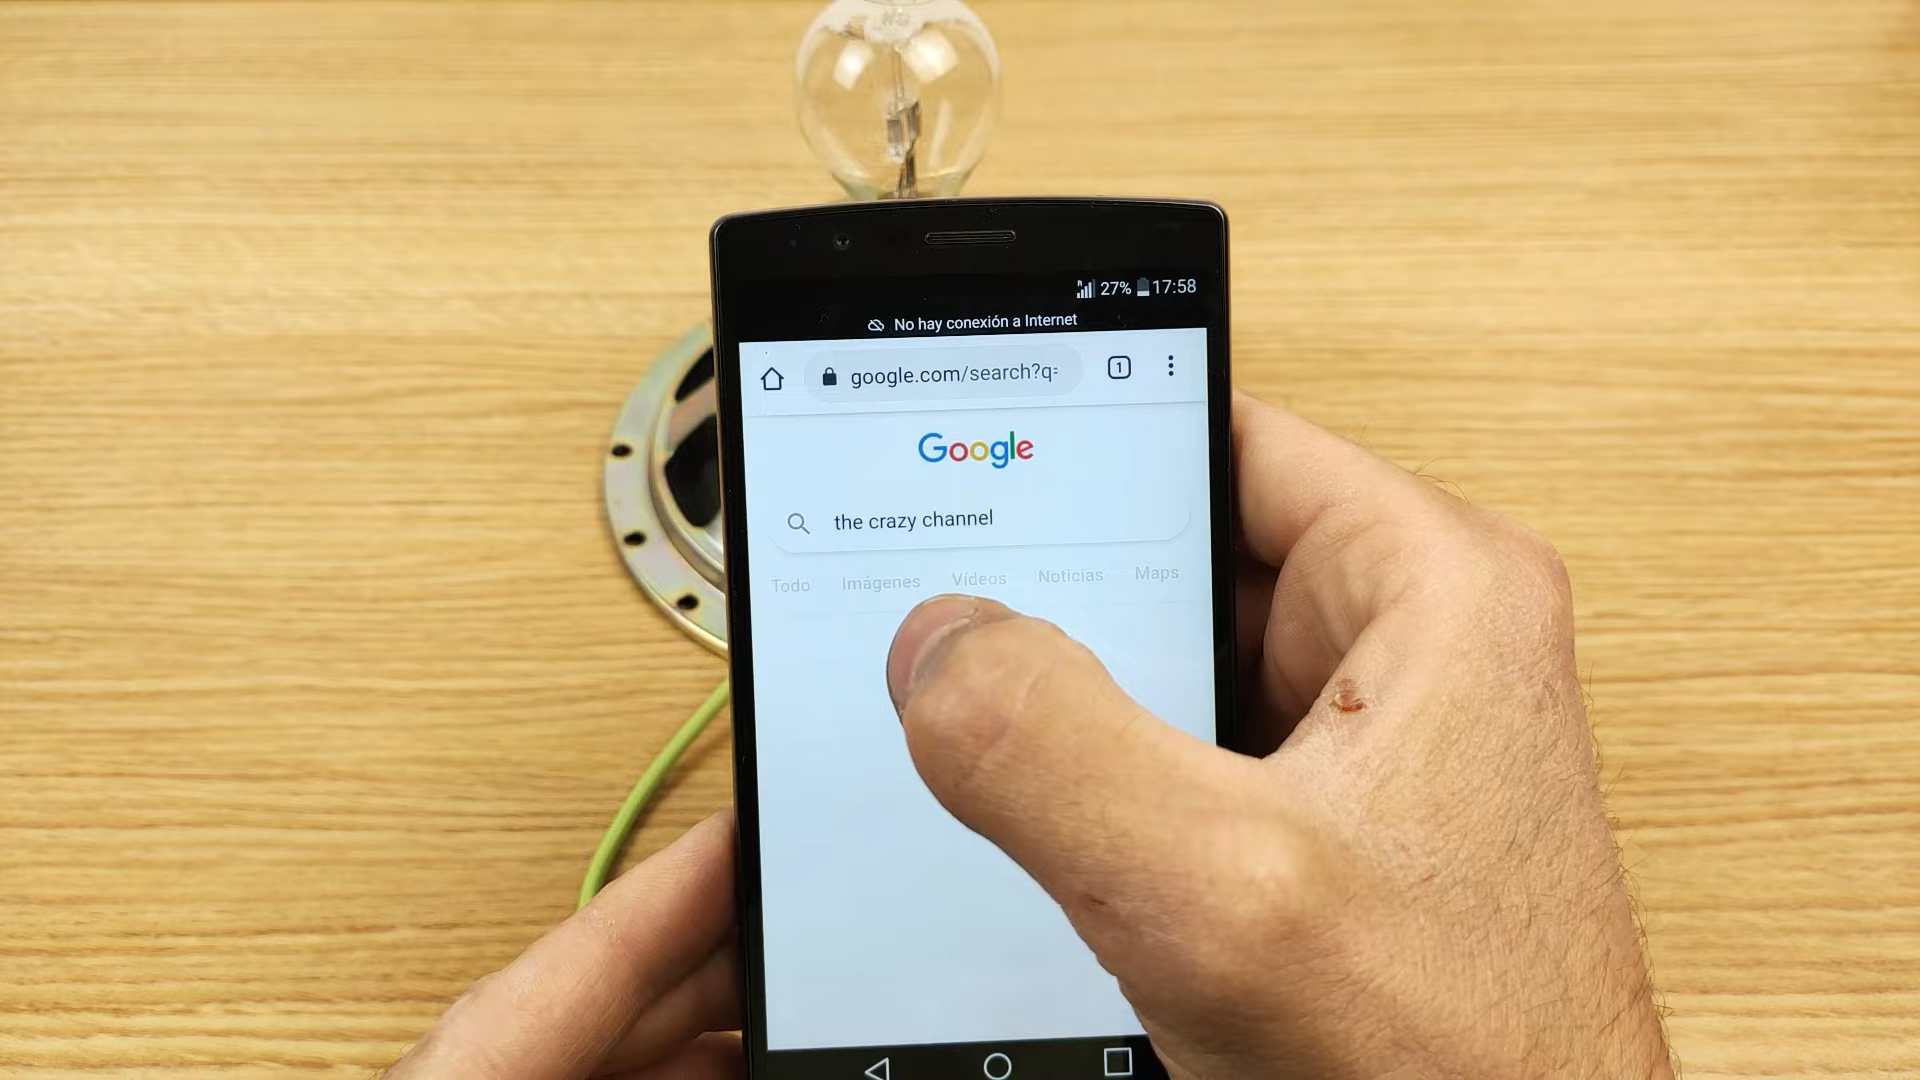 27% 17:58
No hay conexión a Internet
google.com/search?q= 1
Google
the crazy channel
Todo Imágenes Vídeos Noticias Maps